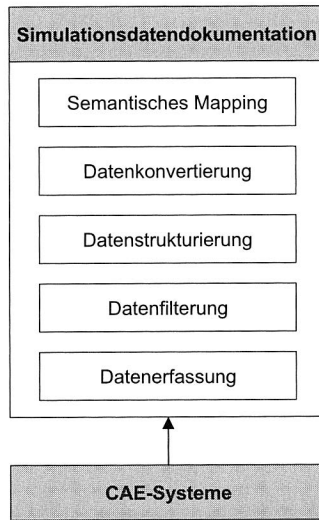 Simulationsdatendokumentation
Semantisches Mapping
Datenkonvertierung
Datenstrukturierung
Datenfilterung
Datenerfassung
CAE-Systeme